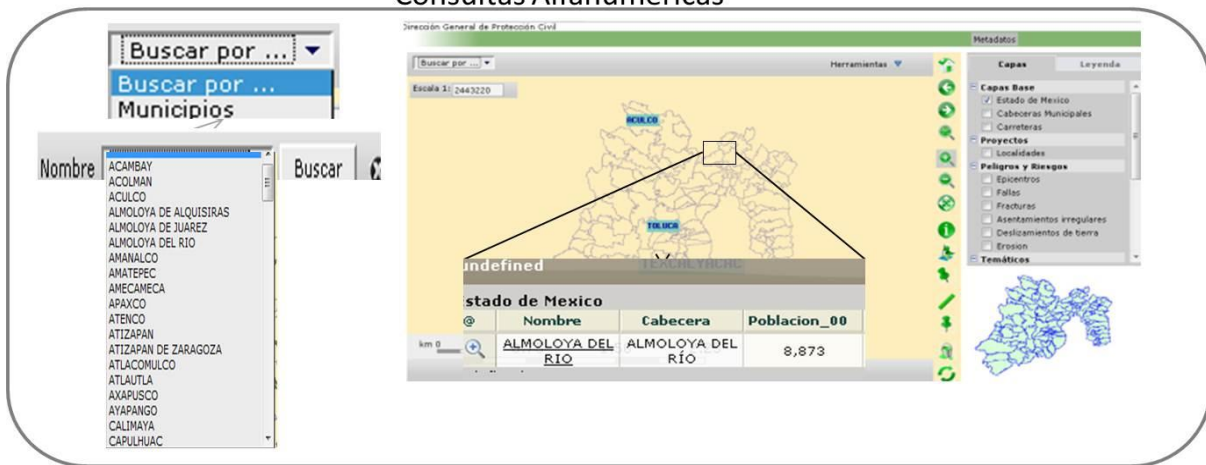 Consultas Alfanuméricas
Buscar por ...
Buscar por ...
Municipios
Nombre
Buscar
ACAMBAY
ACOLMAN
ACULCO
ALMOLOYA DE ALQUISIRAS
ALMOLOYA DE JUAREZ
ALMOLOYA DEL RIO
AMANALCO
AMATEPEC
AMECAMECA
APAXCO
ATENCO
ATIZAPAN
ATIZAPAN DE ZARAGOZA
ATLACOMULCO
ATLAUTLA
AXAPUSCO
AYAPANGO
CALIMAYA
CAPULHUAC
Dirección General de Protección Civil
Metadatos
Buscar por ...
Herramientas
Escala 1: 2443220
ACULCO
TOLUCA
TEXCALYACAC
undefined
stado de Mexico
@ Nombre Cabecera Poblacion_00
ALMOLOYA DEL RIO ALMOLOYA DEL RÍO 8,873
km 0
Capas Leyenda
Capas Base
Estado de Mexico
Cabeceras Municipales
Carreteras
Proyectos
Localidades
Peligros y Riesgos
Epicentros
Fallas
Fracturas
Asentamientos irregulares
Deslizamientos de tierra
Erosion
Temáticos